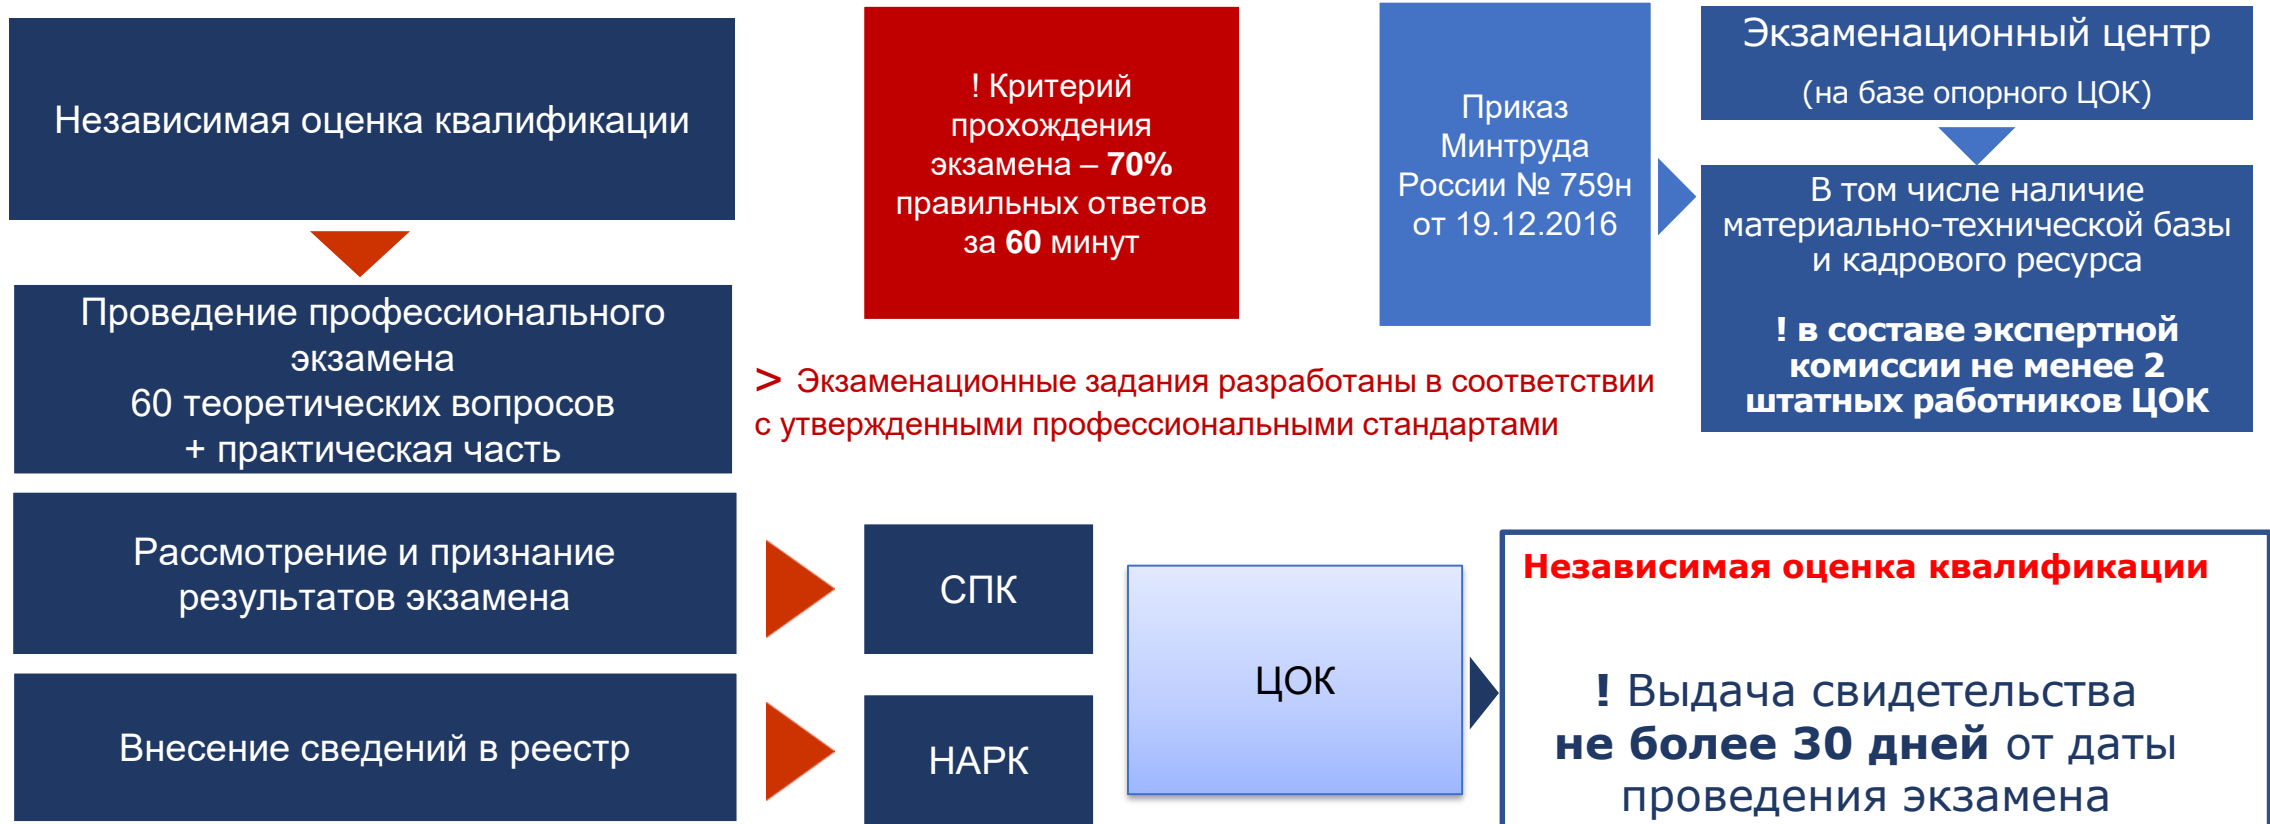 Независимая оценка квалификации
Проведение профессионального
экзамена
60 теоретических вопросов
+ практическая часть
Рассмотрение и признание
результатов экзамена
Внесение сведений в реестр
! Критерий
прохождения
экзамена – 70%
правильных ответов
за 60 минут
> Экзаменационные задания разработаны в соответствии
с утвержденными профессиональными стандартами
Приказ
Минтруда
России № 759н
от 19.12.2016
Экзаменационный центр
(на базе опорного ЦОК)
В том числе наличие
материально-технической базы
и кадрового ресурса
! в составе экспертной
комиссии не менее 2
штатных работников ЦОК
СПК
НАРК
ЦОК
Независимая оценка квалификации
! Выдача свидетельства
не более 30 дней от даты
проведения экзамена